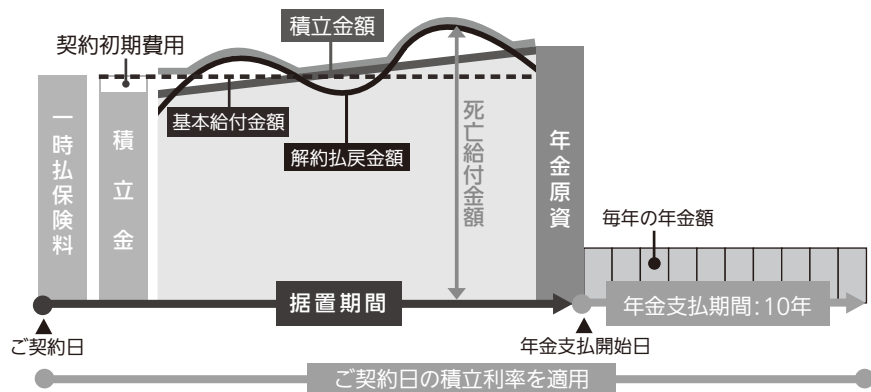 積立金額
契約初期費用
基本給付金額
解約払戻金額
一時払保険料
積立金
死亡給付金額
年金原資
毎年の年金額
据置期間
年金支払期間:10年
ご契約日
年金支払開始日
ご契約日の積立利率を適用